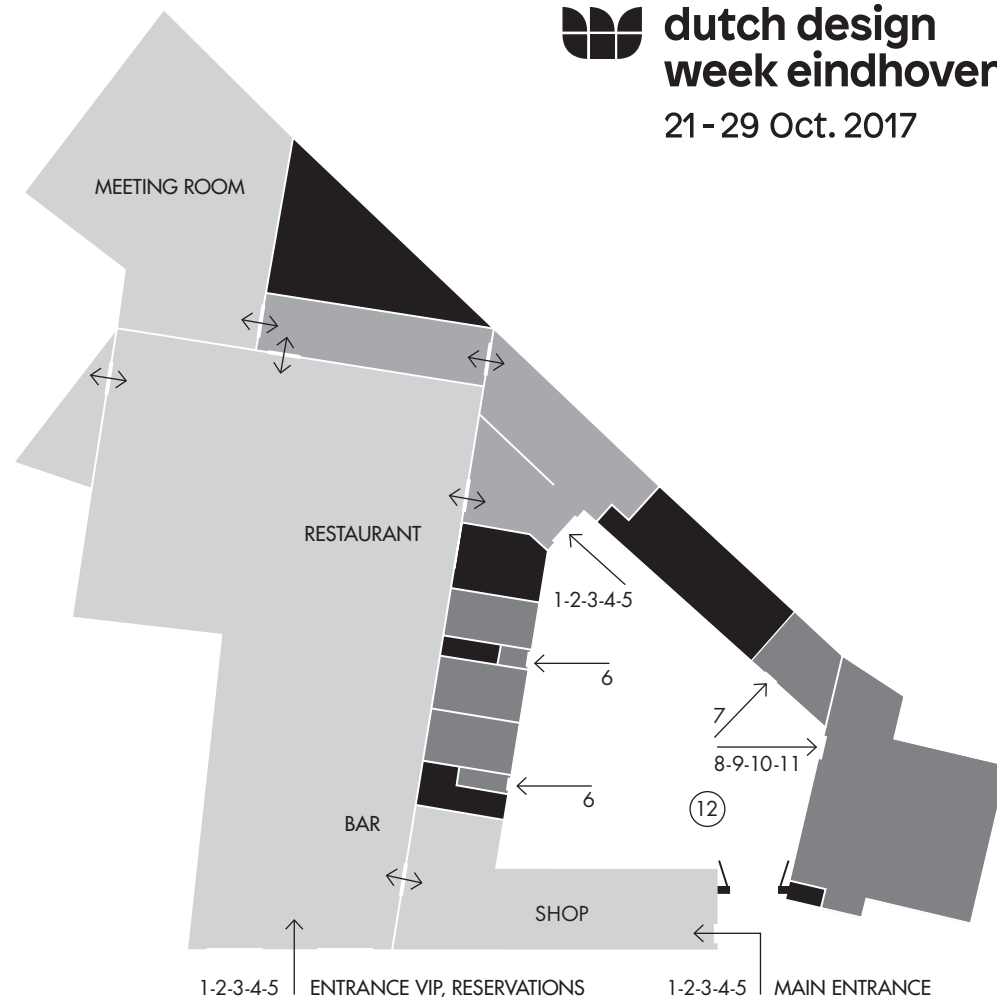 dutch design
week eindhoven
21-29 Oct. 2017
MEETING ROOM
RESTAURANT
1-2-3-4-5
6
7
8-9-10-11
6
12
BAR
SHOP
1-2-3-4-5 ENTRANCE VIP, RESERVATIONS
1-2-3-4-5 MAIN ENTRANCE